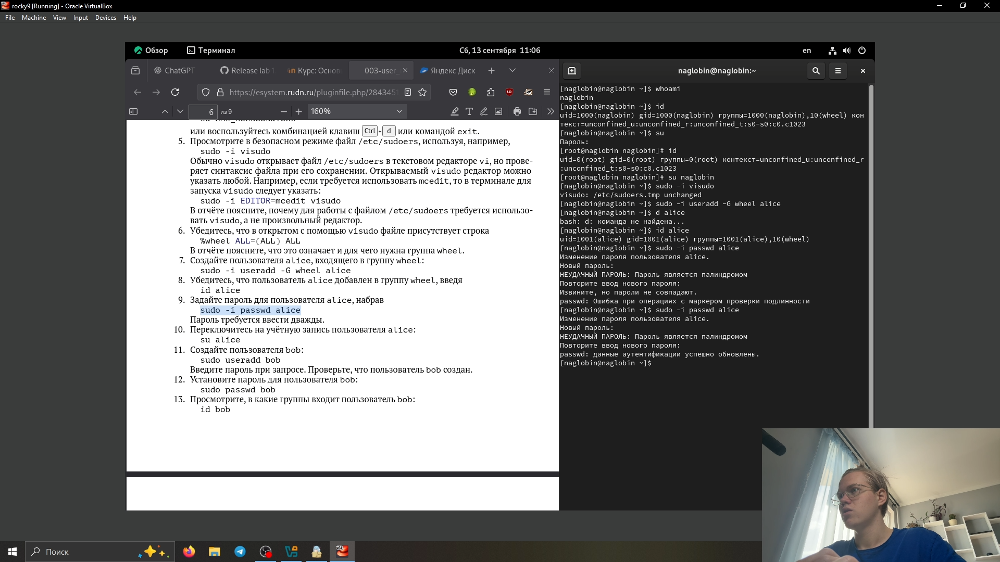 rocky9 [Running] - Oracle VirtualBox
File Machine View Input Devices Help
Обзор Терминал Сб, 13 сентября 11:06 en
ChatGPT Release lab 1 Курс: Основ 003-user_ Яндекс Диск
https://esystem.rudn.ru/pluginfile.php/2843451
6 из 9 160%
или воспользуйтесь комбинацией клавиш Ctrl + d или командой exit.
5. Просмотрите в безопасном режиме файл /etc/sudoers, используя, например,
sudo -i visudo
Обычно visudo открывает файл /etc/sudoers в текстовом редакторе vi, но прове-
ряет синтаксис файла при его сохранении. Открываемый visudo редактор можно
указать любой. Например, если требуется использовать mcedit, то в терминале для
запуска visudo следует указать:
sudo -i EDITOR=mcedit visudo
В отчёте поясните, почему для работы с файлом /etc/sudoers требуется использо-
вать visudo, а не произвольный редактор.
6. Убедитесь, что в открытом с помощью visudo файле присутствует строка
%wheel ALL=(ALL) ALL
В отчёте поясните, что это означает и для чего нужна группа wheel.
7. Создайте пользователя alice, входящего в группу wheel:
sudo -i useradd -G wheel alice
8. Убедитесь, что пользователь alice добавлен в группу wheel, введя
id alice
9. Задайте пароль для пользователя alice, набрав
sudo -i passwd alice
Пароль требуется ввести дважды.
10. Переключитесь на учётную запись пользователя alice:
su alice
11. Создайте пользователя bob:
sudo useradd bob
Введите пароль при запросе. Проверьте, что пользователь bob создан.
12. Установите пароль для пользователя bob:
sudo passwd bob
13. Просмотрите, в какие группы входит пользователь bob:
id bob
naglobin@naglobin:~
[naglobin@naglobin ~]$ whoami
naglobin
[naglobin@naglobin ~]$ id
uid=1000(naglobin) gid=1000(naglobin) группы=1000(naglobin),10(wheel) кон
текст=unconfined_u:unconfined_r:unconfined_t:s0-s0:c0.c1023
[naglobin@naglobin ~]$ su
Пароль:
[root@naglobin naglobin]# id
uid=0(root) gid=0(root) группы=0(root) контекст=unconfined_u:unconfined_r
:unconfined_t:s0-s0:c0.c1023
[root@naglobin naglobin]# su naglobin
[naglobin@naglobin ~]$ sudo -i visudo
visudo: /etc/sudoers.tmp unchanged
[naglobin@naglobin ~]$ sudo -i useradd -G wheel alice
[naglobin@naglobin ~]$ d alice
bash: d: команда не найдена...
[naglobin@naglobin ~]$ id alice
uid=1001(alice) gid=1001(alice) группы=1001(alice),10(wheel)
[naglobin@naglobin ~]$ sudo -i passwd alice
Изменение пароля пользователя alice.
Новый пароль:
НЕУДАЧНЫЙ ПАРОЛЬ: Пароль является палиндромом
Повторите ввод нового пароля:
Извините, но пароли не совпадают.
passwd: Ошибка при операциях с маркером проверки подлинности
[naglobin@naglobin ~]$ sudo -i passwd alice
Изменение пароля пользователя alice.
Новый пароль:
НЕУДАЧНЫЙ ПАРОЛЬ: Пароль является палиндромом
Повторите ввод нового пароля:
passwd: данные аутентификации успешно обновлены.
[naglobin@naglobin ~]$
Поиск